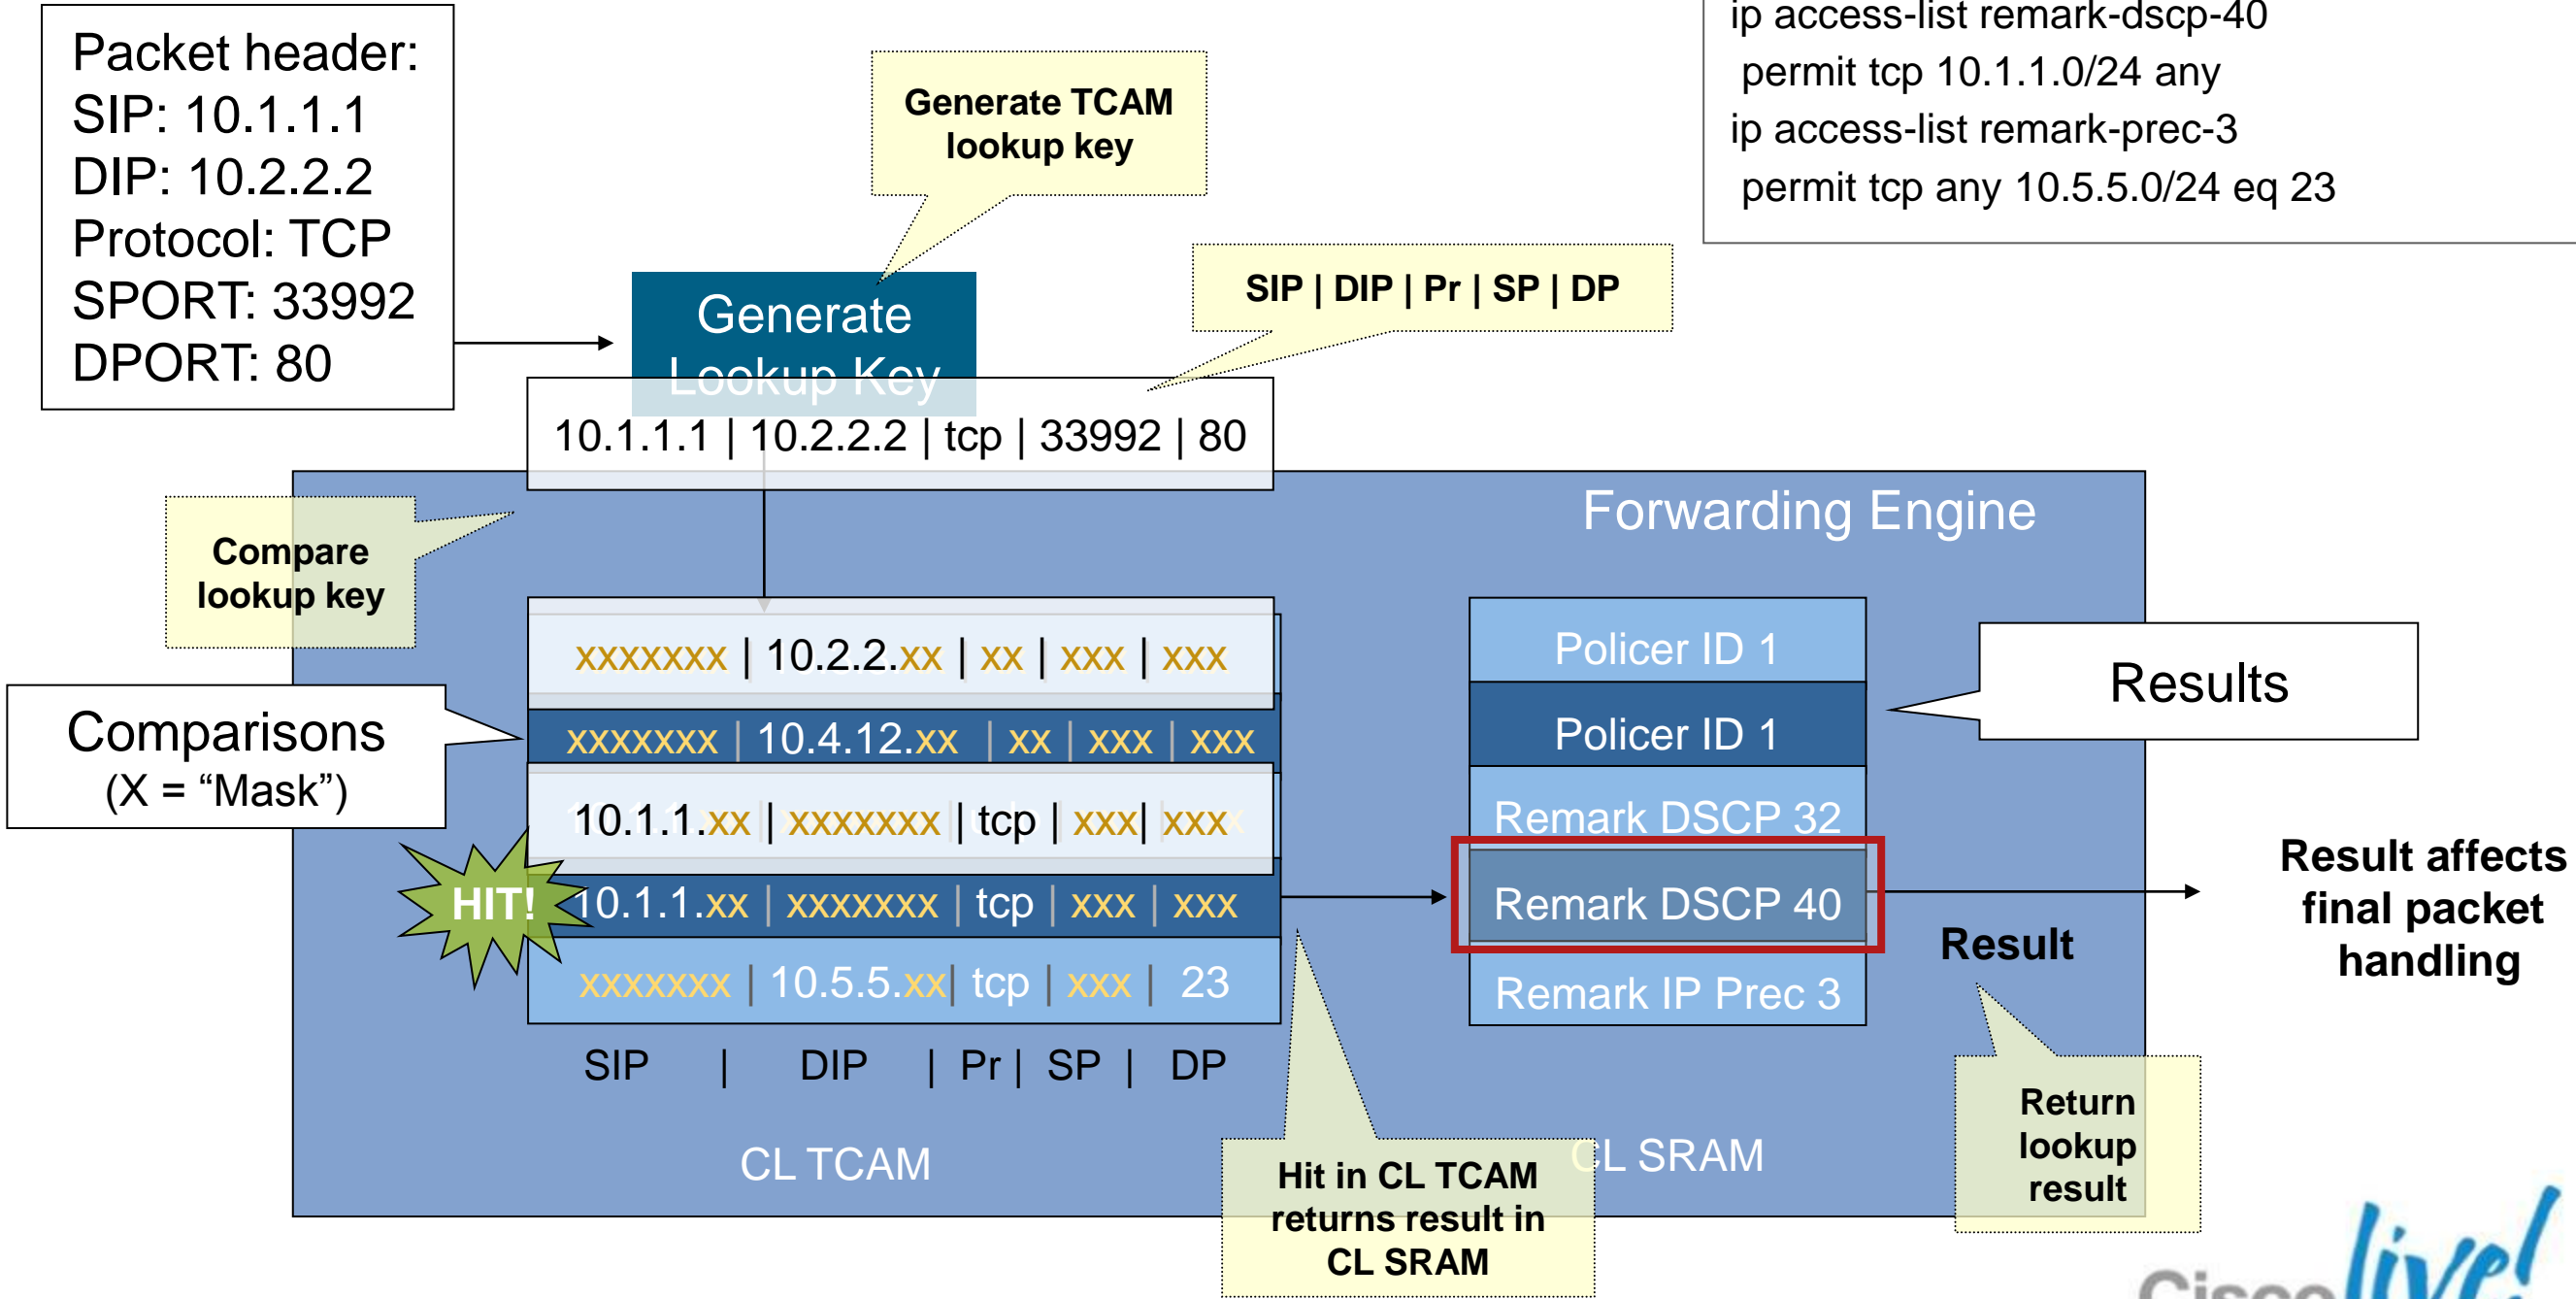 Packet header:
SIP: 10.1.1.1
DIP: 10.2.2.2
Protocol: TCP
SPORT: 33992
DPORT: 80
Generate TCAM
lookup key
ip access-list remark-dscp-40
permit tcp 10.1.1.0/24 any
ip access-list remark-prec-3
permit tcp any 10.5.5.0/24 eq 23
Generate
Lookup Key
SIP | DIP | Pr | SP | DP
10.1.1.1 | 10.2.2.2 | tcp | 33992 | 80
Forwarding Engine
Compare
lookup key
Comparisons
(X = “Mask”)
xxxxxxx | 10.2.2.xx | xx | xxx | xxx
xxxxxxx | 10.4.12.xx | xx | xxx | xxx
10.1.1.xx | xxxxxxx | tcp | xxx | xxx
HIT!
10.1.1.xx | xxxxxxx | tcp | xxx | xxx
xxxxxxx | 10.5.5.xx | tcp | xxx | 23
SIP | DIP | Pr | SP | DP
CL TCAM
Policer ID 1
Policer ID 1
Remark DSCP 32
Remark DSCP 40
Remark IP Prec 3
CL SRAM
Results
Result
Result affects
final packet
handling
Hit in CL TCAM
returns result in
CL SRAM
Return
lookup
result
Cisco live!